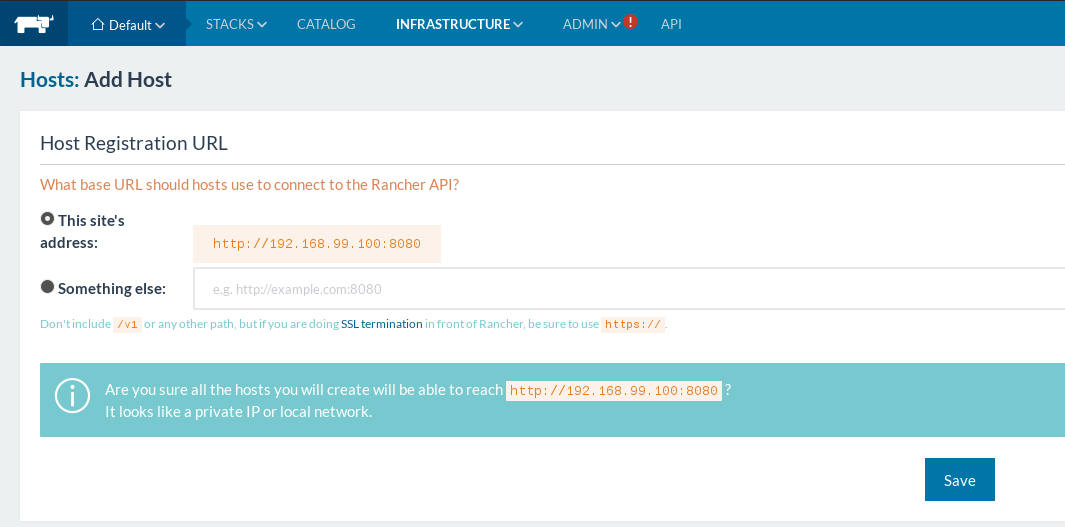 Default STACKS CATALOG INFRASTRUCTURE ADMIN ! API
Hosts: Add Host
Host Registration URL
What base URL should hosts use to connect to the Rancher API?
This site's
address:
http://192.168.99.100:8080
Something else:
e.g. http://example.com:8080
Don't include /v1 or any other path, but if you are doing SSL termination in front of Rancher, be sure to use https://.
Are you sure all the hosts you will create will be able to reach http://192.168.99.100:8080 ?
It looks like a private IP or local network.
Save